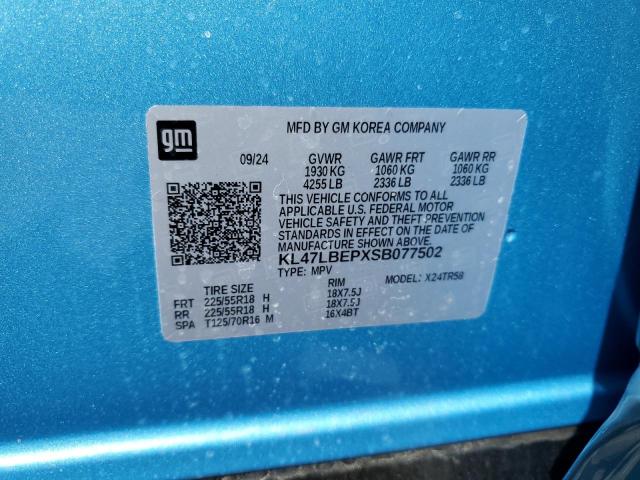 gm
MFD BY GM KOREA COMPANY
09/24 GVWR GAWR FRT GAWR RR
1930 KG 1060 KG 1060 KG
4255 LB 2336 LB 2336 LB
THIS VEHICLE CONFORMS TO ALL
APPLICABLE U.S. FEDERAL MOTOR
VEHICLE SAFETY AND THEFT PREVENTION
STANDARDS IN EFFECT ON THE DATE OF
MANUFACTURE SHOWN ABOVE.
KL47LBEPXSB077502
TYPE: MPV MODEL: X24TR58
TIRE SIZE RIM
FRT 225/55R18 H 18X7.5J
RR 225/55R18 H 18X7.5J
SPA T125/70R16 M 16X4BT